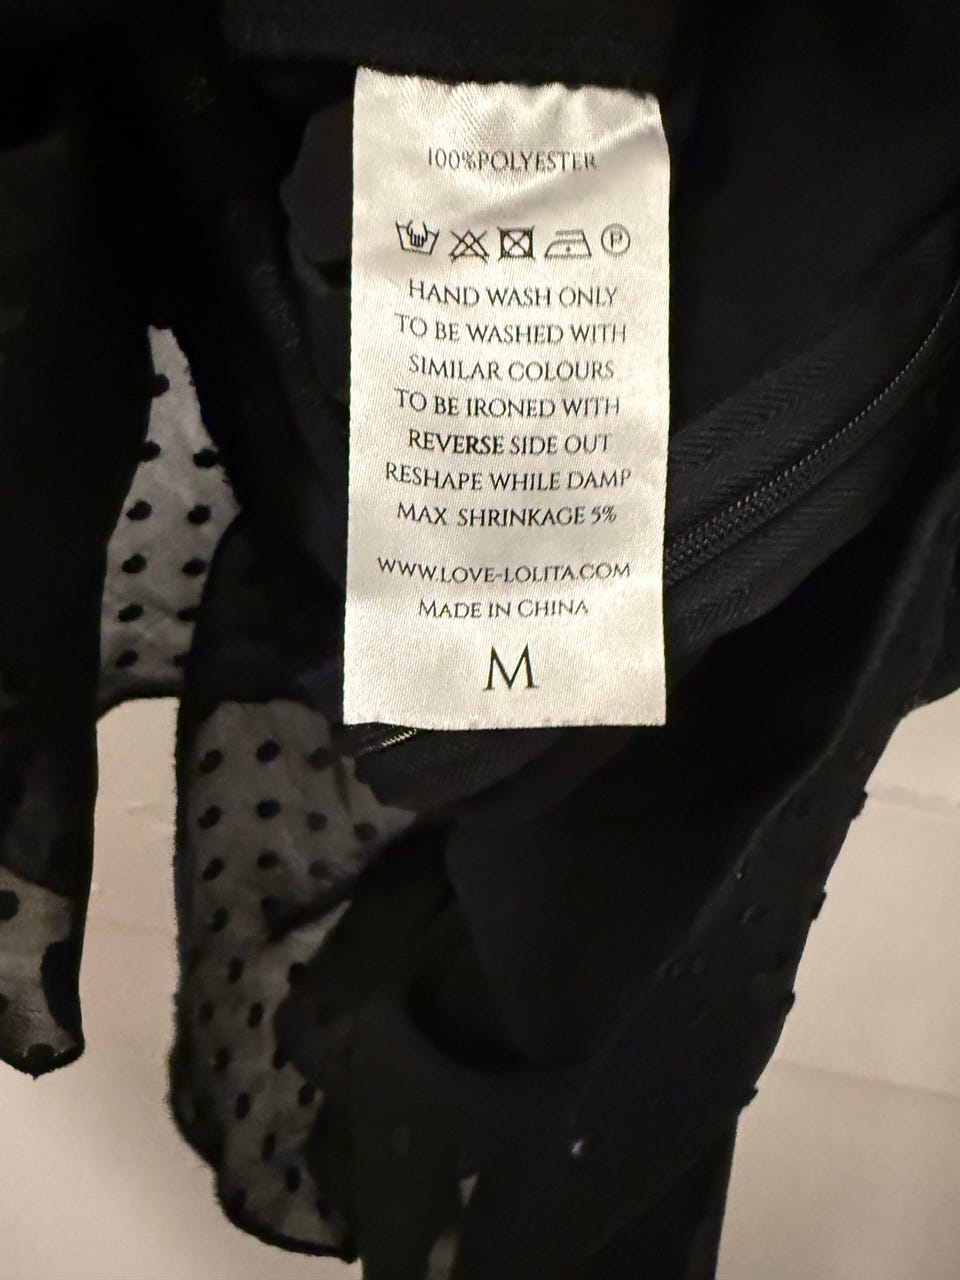 100%POLYESTER
P
HAND WASH ONLY
TO BE WASHED WITH
SIMILAR COLOURS
TO BE IRONED WITH
REVERSE SIDE OUT
RESHAPE WHILE DAMP
MAX SHRINKAGE 5%
WWW.LOVE-LOLITA.COM
MADE IN CHINA
M